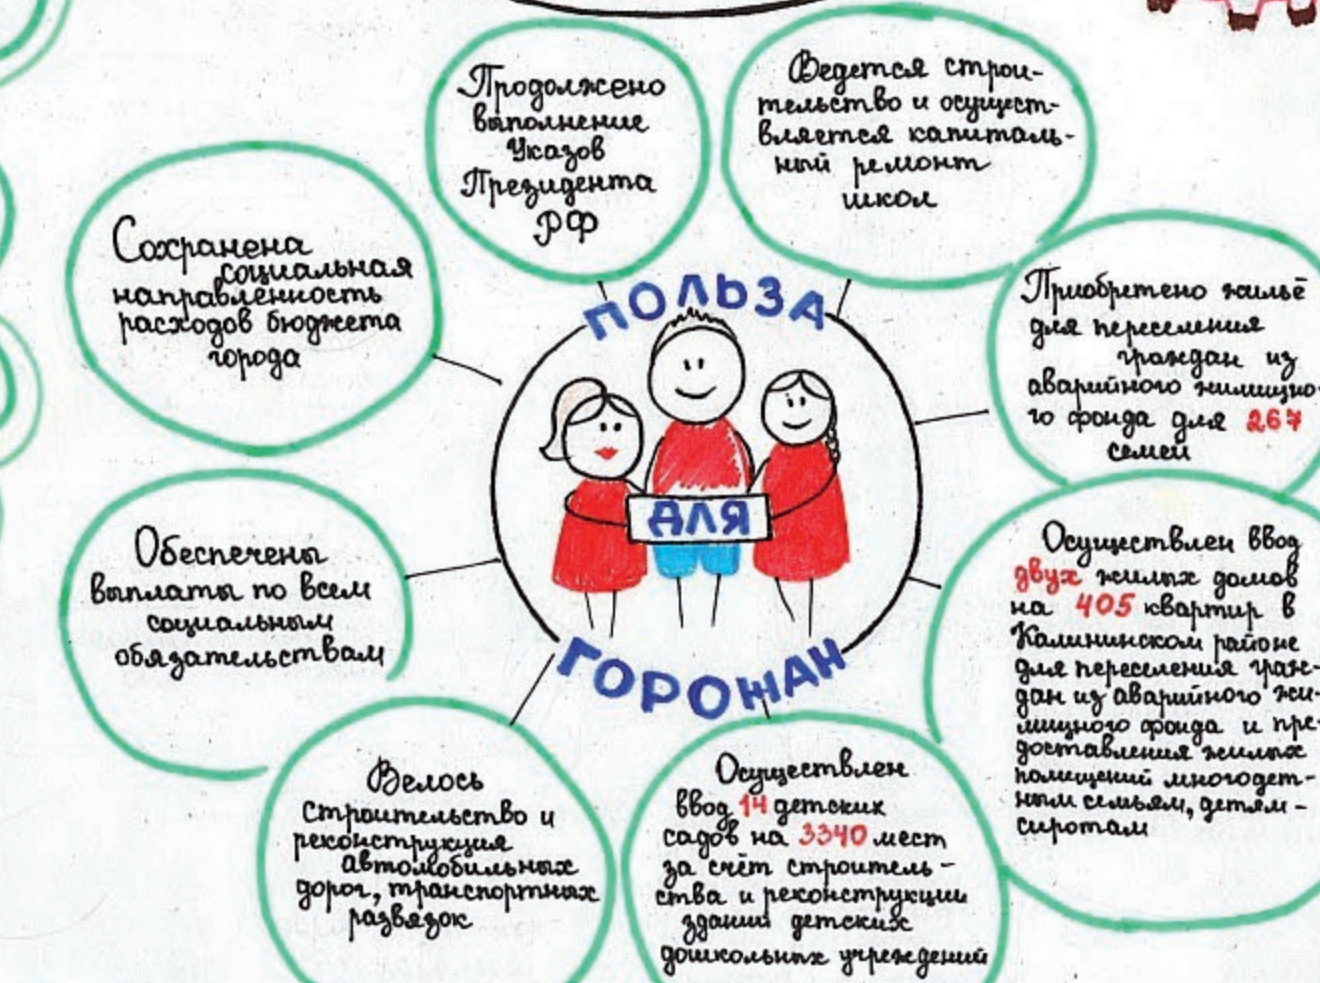 Продолжено
выполнение
Указов
Президента
РФ
Ведется строи-
тельство и осущест-
вляется капиталь-
ный ремонт
школ
Сохранена
социальная
направленность
расходов бюджета
города
ПОЛЬЗА
ДЛЯ
ГОРОЖАН
Приобретено жильё
для переселения
граждан из
аварийного жилищно-
го фонда для 267
семей
Обеспечены
выплаты по всем
социальным
обязательствам
Осуществлен ввод
двух жилых домов
на 405 квартир в
Калининском районе
для переселения граж-
дан из аварийного жи-
лищного фонда и пре-
доставления жилых
помещений многодет-
ным семьям, детям-
сиротам
Велось
строительство и
реконструкция
автомобильных
дорог, транспортных
развязок
Осуществлен
ввод 14 детских
садов на 3340 мест
за счёт строитель-
ства и реконструкции
зданий детских
дошкольных учреждений